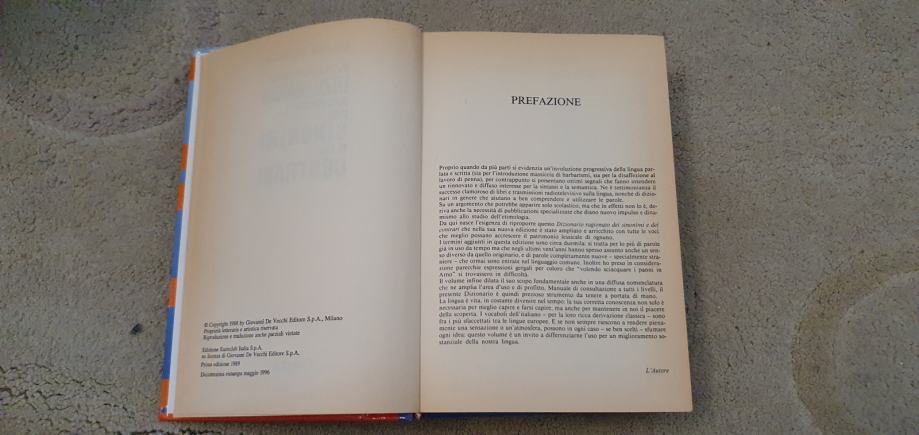 © Copyright 1988 by Giovanni De Vecchi Editore S.p.A., Milano
Proprietà letteraria e artistica riservata
Riproduzione e traduzione anche parziali vietate
Edizione Euroclub Italia S.p.A.
su licenza di Giovanni De Vecchi Editore S.p.A.
Prima edizione 1989
ristampa maggio 1996
PREFAZIONE
Proprio quando da più parti si evidenzia un'involuzione progressiva della lingua par-
lata e scritta (sia per l'introduzione massiccia di barbarismi, sia per la disaffezione al
lavoro di penna), per contrappunto si presentano ottimi segnali che fanno intendere
un rinnovato e diffuso interesse per la sintassi e la semantica. Ne è testimonianza il
successo clamoroso di libri e trasmissioni radiotelevisive sulla lingua, nonché di dizio-
nari in genere che aiutano a ben comprendere e utilizzare le parole.
Su un argomento che potrebbe apparire solo scolastico, ma che in effetti non lo è, de-
riva anche la necessità di pubblicazioni specializzate che diano nuovo impulso e dina-
mismo allo studio dell'etimologia.
Da qui nasce l'esigenza di riproporre questo Dizionario ragionato dei sinonimi e dei
contrari che nella sua nuova edizione è stato ampliato e arricchito con tutte le voci
che meglio possano accrescere il patrimonio lessicale di ognuno.
I termini aggiunti in questa edizione sono circa duemila: si tratta per lo più di parole
già in uso da tempo ma che negli ultimi vent'anni hanno spesso assunto anche un sen-
so diverso da quello originario, e di parole completamente nuove – specialmente stra-
niere – che ormai sono entrate nel linguaggio comune. Inoltre ho preso in considera-
zione parecchie espressioni gergali per coloro che "volendo sciacquare i panni in
Arno" si trovassero in difficoltà.
Il volume infine dilata il suo scopo fondamentale anche in una diffusa nomenclatura
che ne amplia l'area d'uso e di profitto. Manuale di consultazione a tutti i livelli, il
presente Dizionario è quindi prezioso strumento da tenere a portata di mano.
La lingua è vita, in costante divenire nel tempo: la sua corretta conoscenza non solo è
necessaria per meglio capire e farsi capire, ma anche per mantenere in noi il piacere
della scoperta. I vocaboli dell'italiano – per la loro ricca derivazione classica – sono
fra i più sfaccettati tra le lingue europee. E se non sempre riescono a rendere piena-
mente una sensazione o un'atmosfera, possono in ogni caso – se ben scelti – sfumare
ogni idea: questo volume è un invito a differenziarne l'uso per un miglioramento so-
stanziale della nostra lingua.
L'Autore